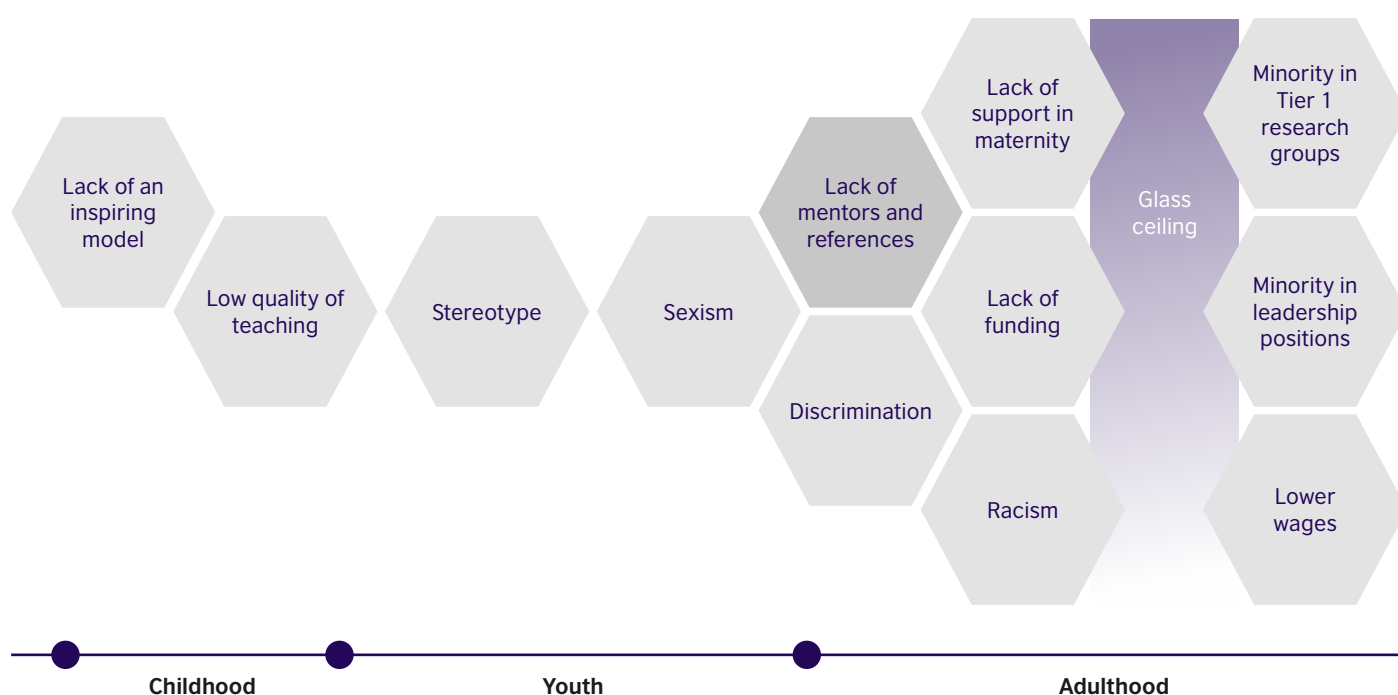 Lack of an
inspiring
model
Low quality of
teaching
Stereotype
Sexism
Lack of
mentors and
references
Discrimination
Lack of
support in
maternity
Lack of
funding
Racism
Glass
ceiling
Minority in
Tier 1
research
groups
Minority in
leadership
positions
Lower
wages
Childhood
Youth
Adulthood